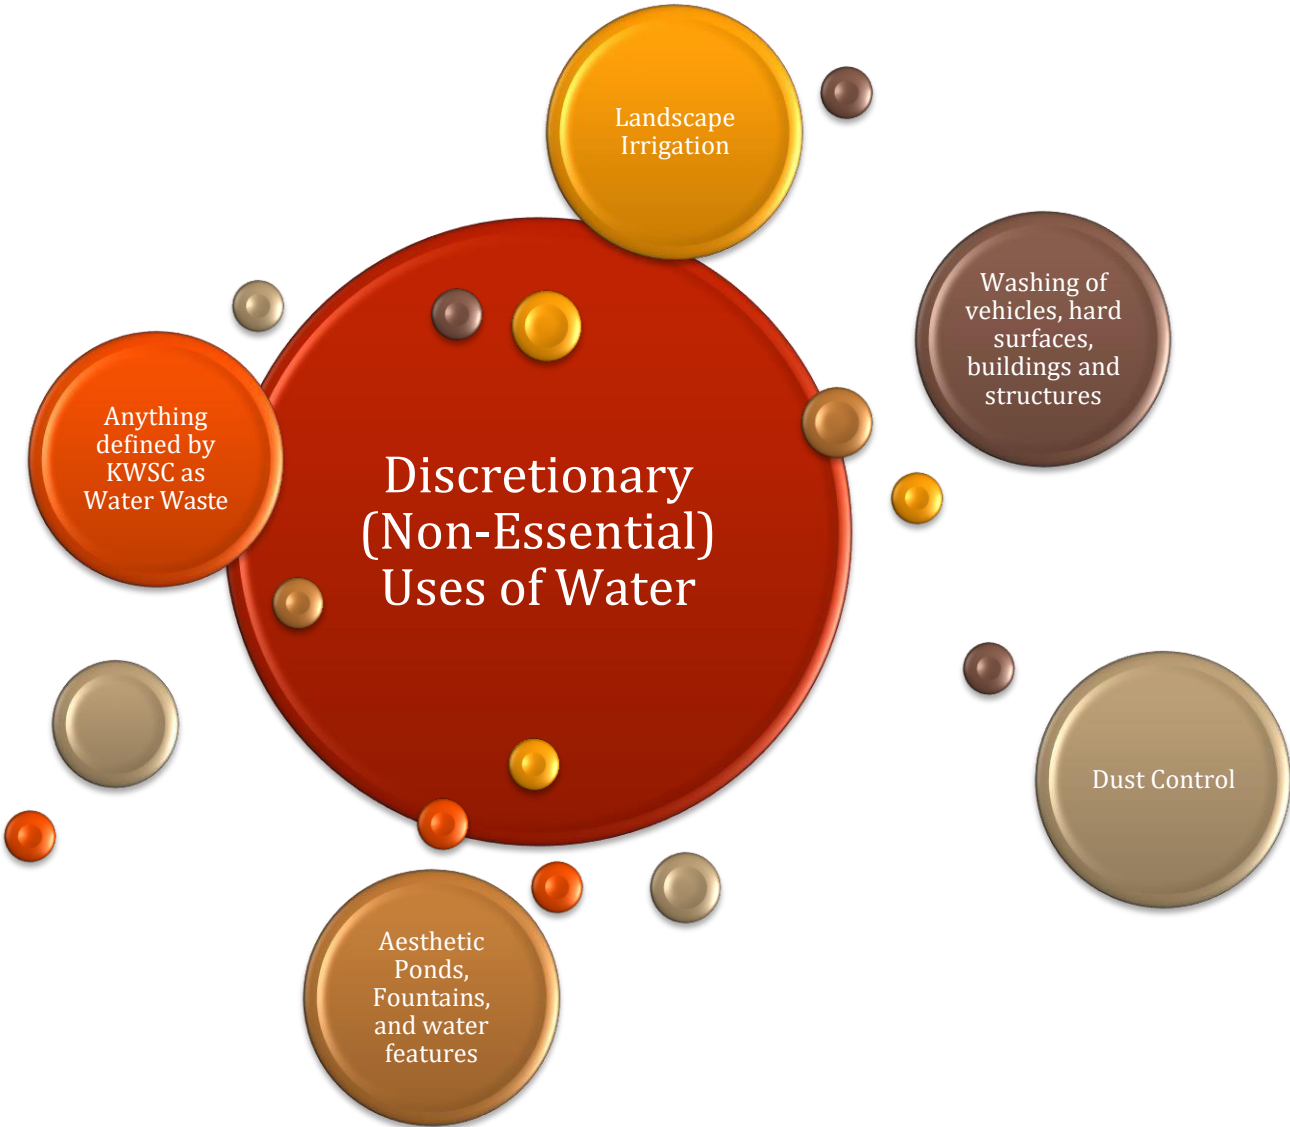 Landscape
Irrigation
Washing of
vehicles, hard
surfaces,
buildings and
structures
Anything
defined by
KWSC as
Water Waste
Discretionary
(Non-Essential)
Uses of Water
Dust Control
Aesthetic
Ponds,
Fountains,
and water
features